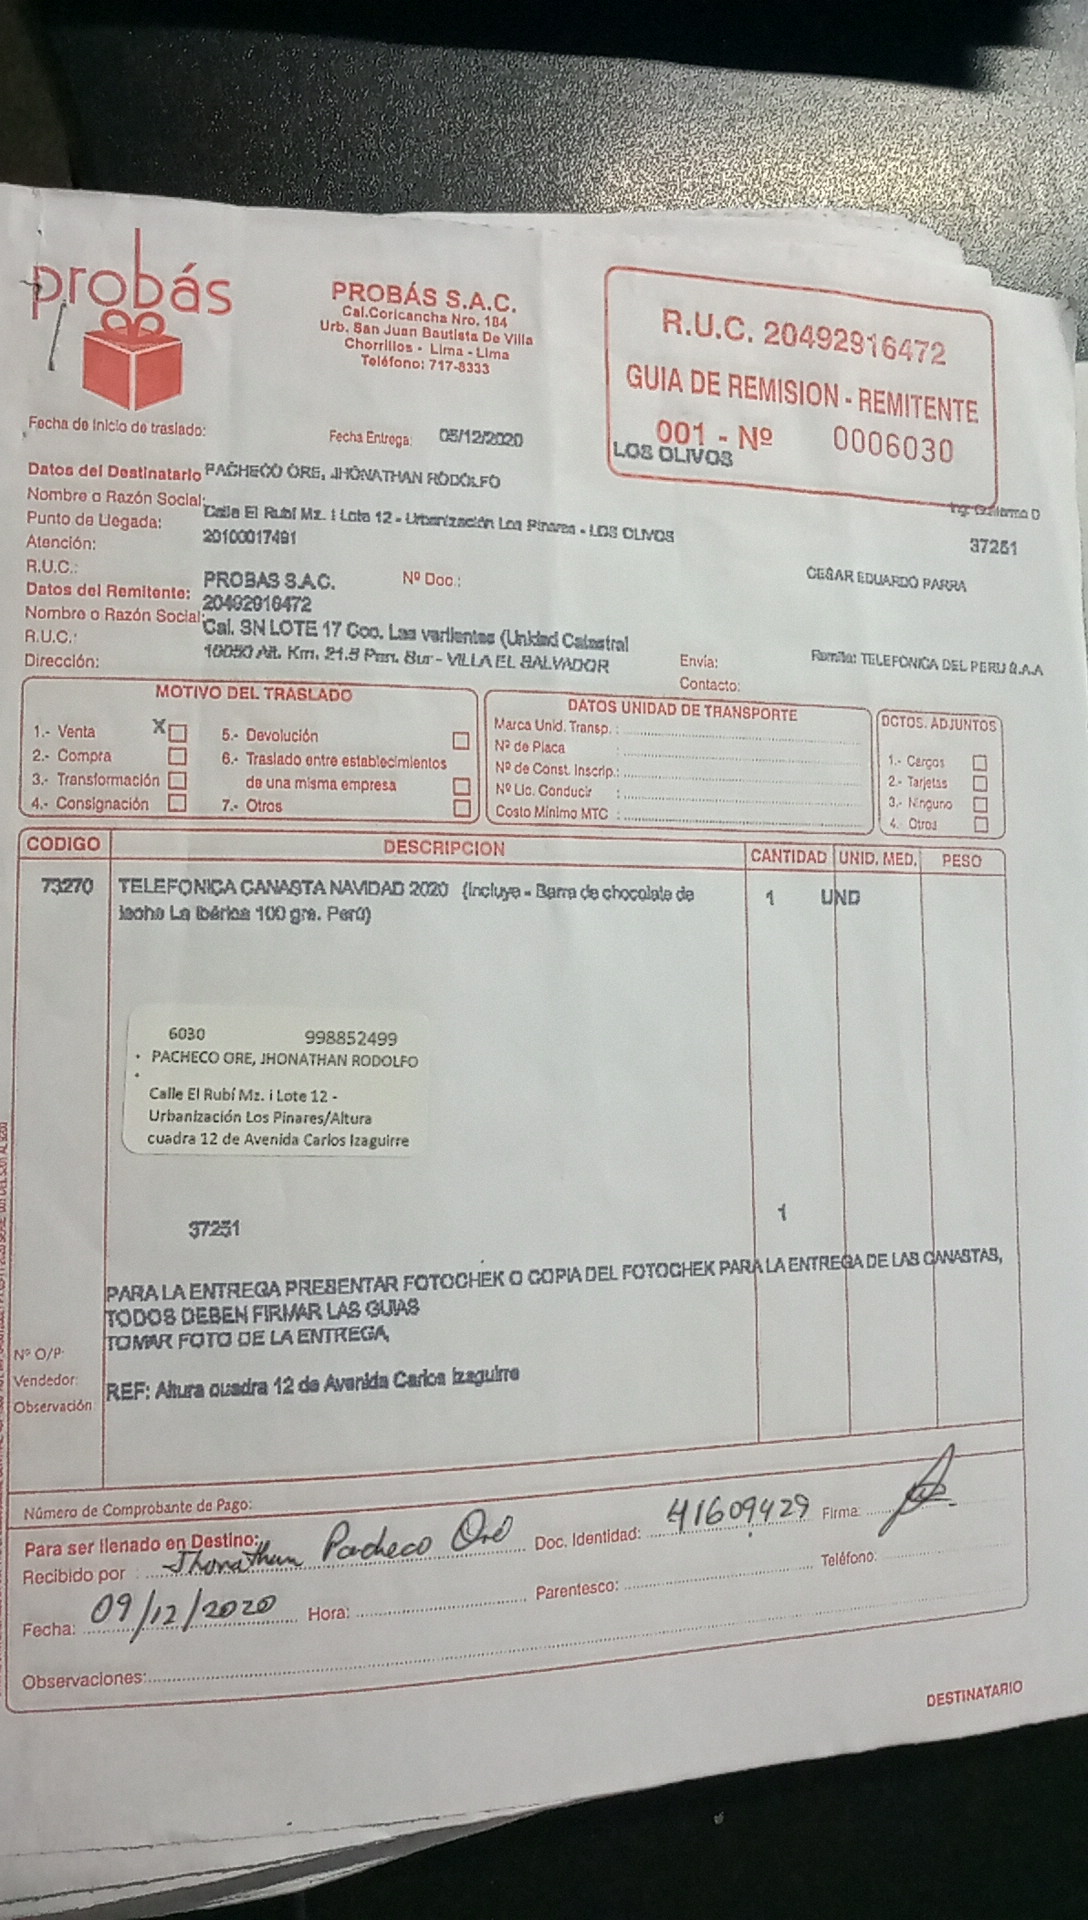 probás
PROBÁS S.A.C.
Cal.Coricancha Nro. 184
Urb. San Juan Bautista De Villa
Chorrillos - Lima - Lima
Teléfono: 717-8333
R.U.C. 20492916472
GUIA DE REMISION - REMITENTE
001 - Nº 0006030
LOS OLIVOS
Fecha de Inicio de traslado:
Fecha Entrega: 05/12/2020
Datos del Destinatario PACHECO ORE, JHONATHAN RODOLFO
Nombre o Razón Social:
Punto de Llegada: Calle El Rubí Mz. i Lote 12 - Urbanización Los Pinares - LOS OLIVOS
Atención: 20100017491
37251
R.U.C.:
Nº Doc.:
CESAR EDUARDO PARRA
Datos del Remitente: PROBAS S.A.C.
Nombre o Razón Social: 20492916472
R.U.C.: Cal. SN LOTE 17 Coo. Las vertientes (Unidad Catastral
Dirección: 10050 Alt. Km. 21.5 Pan. Sur - VILLA EL SALVADOR
Envía: TELEFONICA DEL PERU S.A.A
Contacto:
MOTIVO DEL TRASLADO
1.- Venta X
2.- Compra
3.- Transformación
4.- Consignación
5.- Devolución
6.- Traslado entre establecimientos
de una misma empresa
7.- Otros
DATOS UNIDAD DE TRANSPORTE
Marca Unid. Transp. :
Nº de Placa :
Nº de Const. Inscrip.:
Nº Lic. Conducir :
Costo Mínimo MTC :
DCTOS. ADJUNTOS
1.- Cargos
2.- Tarjetas
3.- Ninguno
4. Otros
CODIGO DESCRIPCION CANTIDAD UNID. MED. PESO
73270 TELEFONICA CANASTA NAVIDAD 2020 (Incluye - Barra de chocolate de 1 UND
leche La Ibérica 100 grs. Perú)
6030 998852499
PACHECO ORE, JHONATHAN RODOLFO
Calle El Rubí Mz. i Lote 12 -
Urbanización Los Pinares/Altura
cuadra 12 de Avenida Carlos Izaguirre
37251 1
PARA LA ENTREGA PRESENTAR FOTOCHEK O COPIA DEL FOTOCHEK PARA LA ENTREGA DE LAS CANASTAS,
TODOS DEBEN FIRMAR LAS GUIAS
TOMAR FOTO DE LA ENTREGA,
Nº O/P:
Vendedor:
Observación:
REF: Altura cuadra 12 de Avenida Carlos Izaguirre
Número de Comprobante de Pago:
Para ser llenado en Destino:
Recibido por : Jhonathan Pacheco Oré Doc. Identidad: 41609429 Firma:
Fecha: 09/12/2020 Hora: Parentesco: Teléfono:
Observaciones:
DESTINATARIO